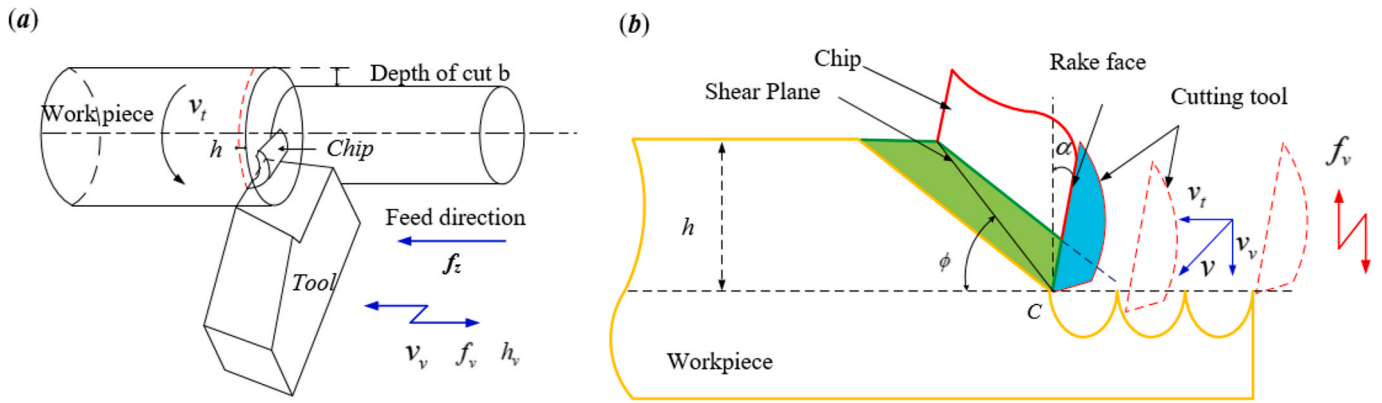 (a)
Depth of cut b
Work piece
v_t
h
Chip
Feed direction
f_z
Tool
v_v f_v h_v
(b)
Chip
Rake face
Shear Plane
Cutting tool
α
f_v
v_t
h
v_v
ϕ
v
C
Workpiece